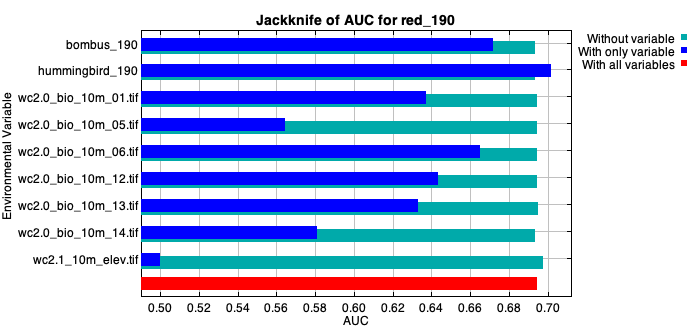 Jackknife of AUC for red_190
Without variable
With only variable
With all variables
Environmental Variable
bombus_190
hummingbird_190
wc2.0_bio_10m_01.tif
wc2.0_bio_10m_05.tif
wc2.0_bio_10m_06.tif
wc2.0_bio_10m_12.tif
wc2.0_bio_10m_13.tif
wc2.0_bio_10m_14.tif
wc2.1_10m_elev.tif
0.50 0.52 0.54 0.56 0.58 0.60 0.62 0.64 0.66 0.68 0.70
AUC